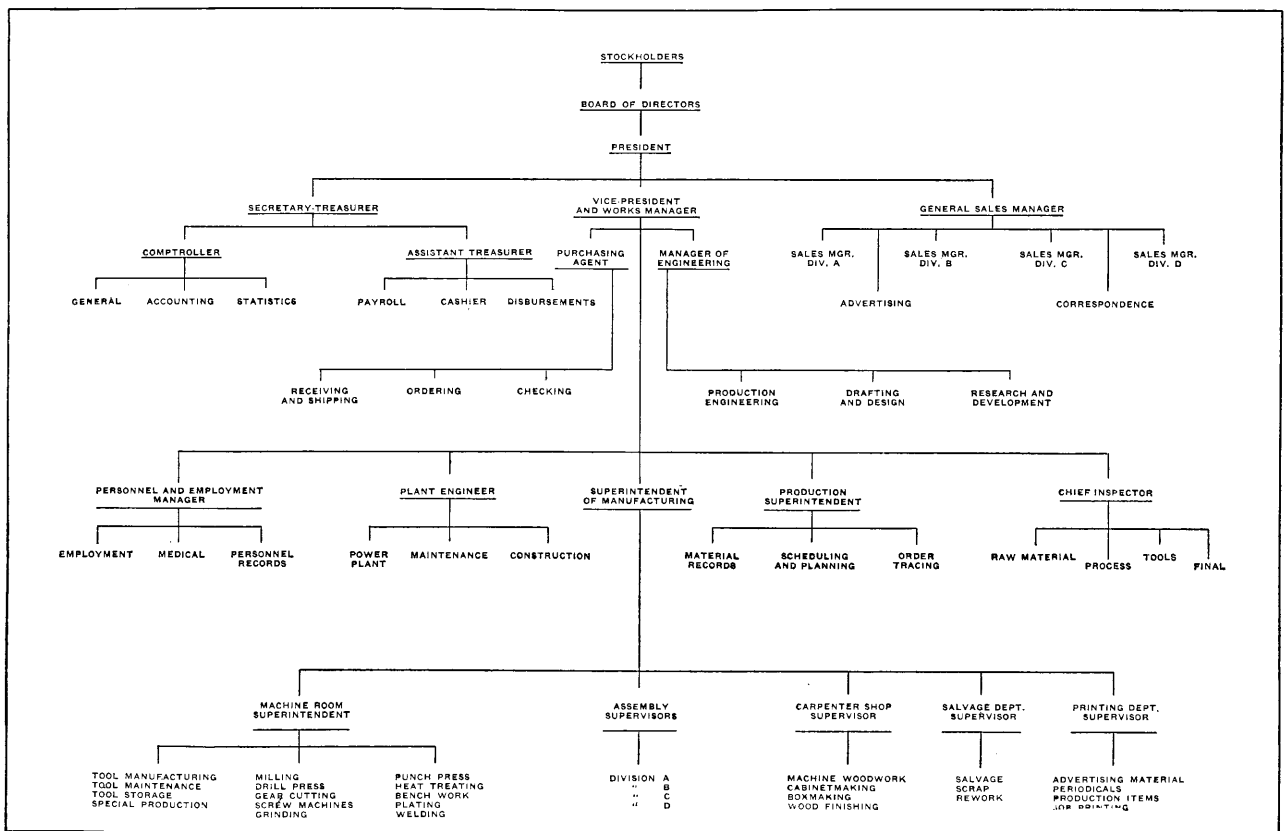 STOCKHOLDERS
BOARD OF DIRECTORS
PRESIDENT
SECRETARY-TREASURER
VICE-PRESIDENT
AND WORKS MANAGER
GENERAL SALES MANAGER
COMPTROLLER
ASSISTANT TREASURER
PURCHASING
AGENT
MANAGER OF
ENGINEERING
SALES MGR.
DIV. A
SALES MGR.
DIV. B
SALES MGR.
DIV. C
SALES MGR.
DIV. D
GENERAL
ACCOUNTING
STATISTICS
PAYROLL
CASHIER
DISBURSEMENTS
ADVERTISING
CORRESPONDENCE
RECEIVING
AND SHIPPING
ORDERING
CHECKING
PRODUCTION
ENGINEERING
DRAFTING
AND DESIGN
RESEARCH AND
DEVELOPMENT
PERSONNEL AND EMPLOYMENT
MANAGER
PLANT ENGINEER
SUPERINTENDENT
OF MANUFACTURING
PRODUCTION
SUPERINTENDENT
CHIEF INSPECTOR
EMPLOYMENT
MEDICAL
PERSONNEL
RECORDS
POWER
PLANT
MAINTENANCE
CONSTRUCTION
MATERIAL
RECORDS
SCHEDULING
AND PLANNING
ORDER
TRACING
RAW MATERIAL
PROCESS
TOOLS
FINAL
MACHINE ROOM
SUPERINTENDENT
ASSEMBLY
SUPERVISORS
CARPENTER SHOP
SUPERVISOR
SALVAGE DEPT.
SUPERVISOR
PRINTING DEPT.
SUPERVISOR
TOOL MANUFACTURING
TOOL MAINTENANCE
TOOL STORAGE
SPECIAL PRODUCTION
MILLING
DRILL PRESS
GEAR CUTTING
SCREW MACHINES
GRINDING
PUNCH PRESS
HEAT TREATING
BENCH WORK
PLATING
WELDING
DIVISION A
" B
" C
" D
MACHINE WOODWORK
CABINETMAKING
BOXMAKING
WOOD FINISHING
SALVAGE
SCRAP
REWORK
ADVERTISING MATERIAL
PERIODICALS
PRODUCTION ITEMS
JOB PRINTING